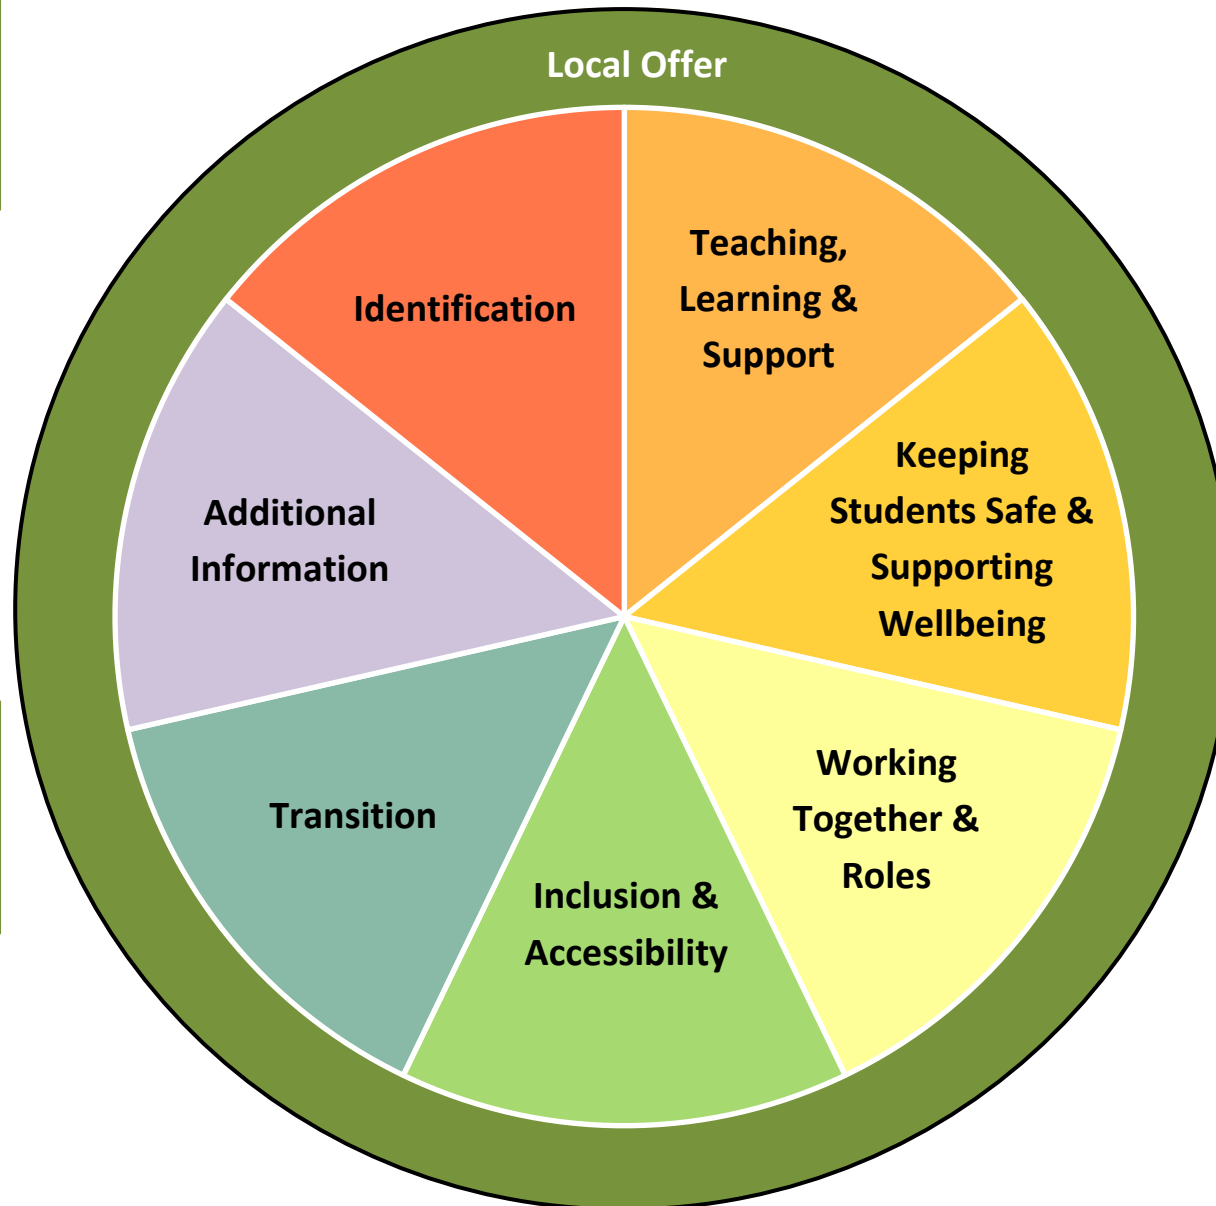 Local Offer
Identification
Teaching,
Learning &
Support
Keeping
Students Safe &
Supporting
Wellbeing
Working
Together &
Roles
Inclusion &
Accessibility
Transition
Additional
Information